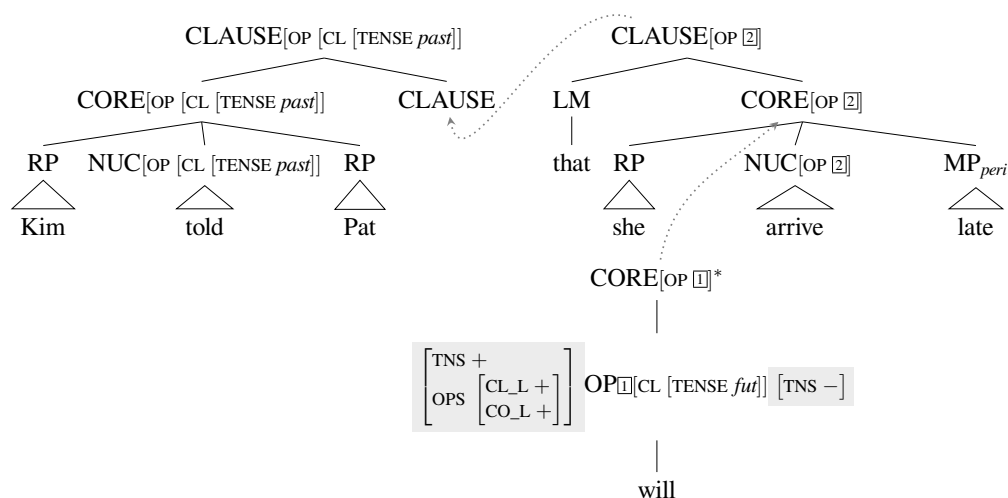 CLAUSE[OP [CL [TENSE past]] CLAUSE[OP 2]
CORE[OP [CL [TENSE past]] CLAUSE LM CORE[OP 2]
RP NUC[OP [CL [TENSE past]] RP that RP NUC[OP 2] MPperi
Kim told Pat she arrive late
CORE[OP 1]*
[TNS + OPS [CL_L + CO_L +]] OP1[CL [TENSE fut]] [TNS −]
will